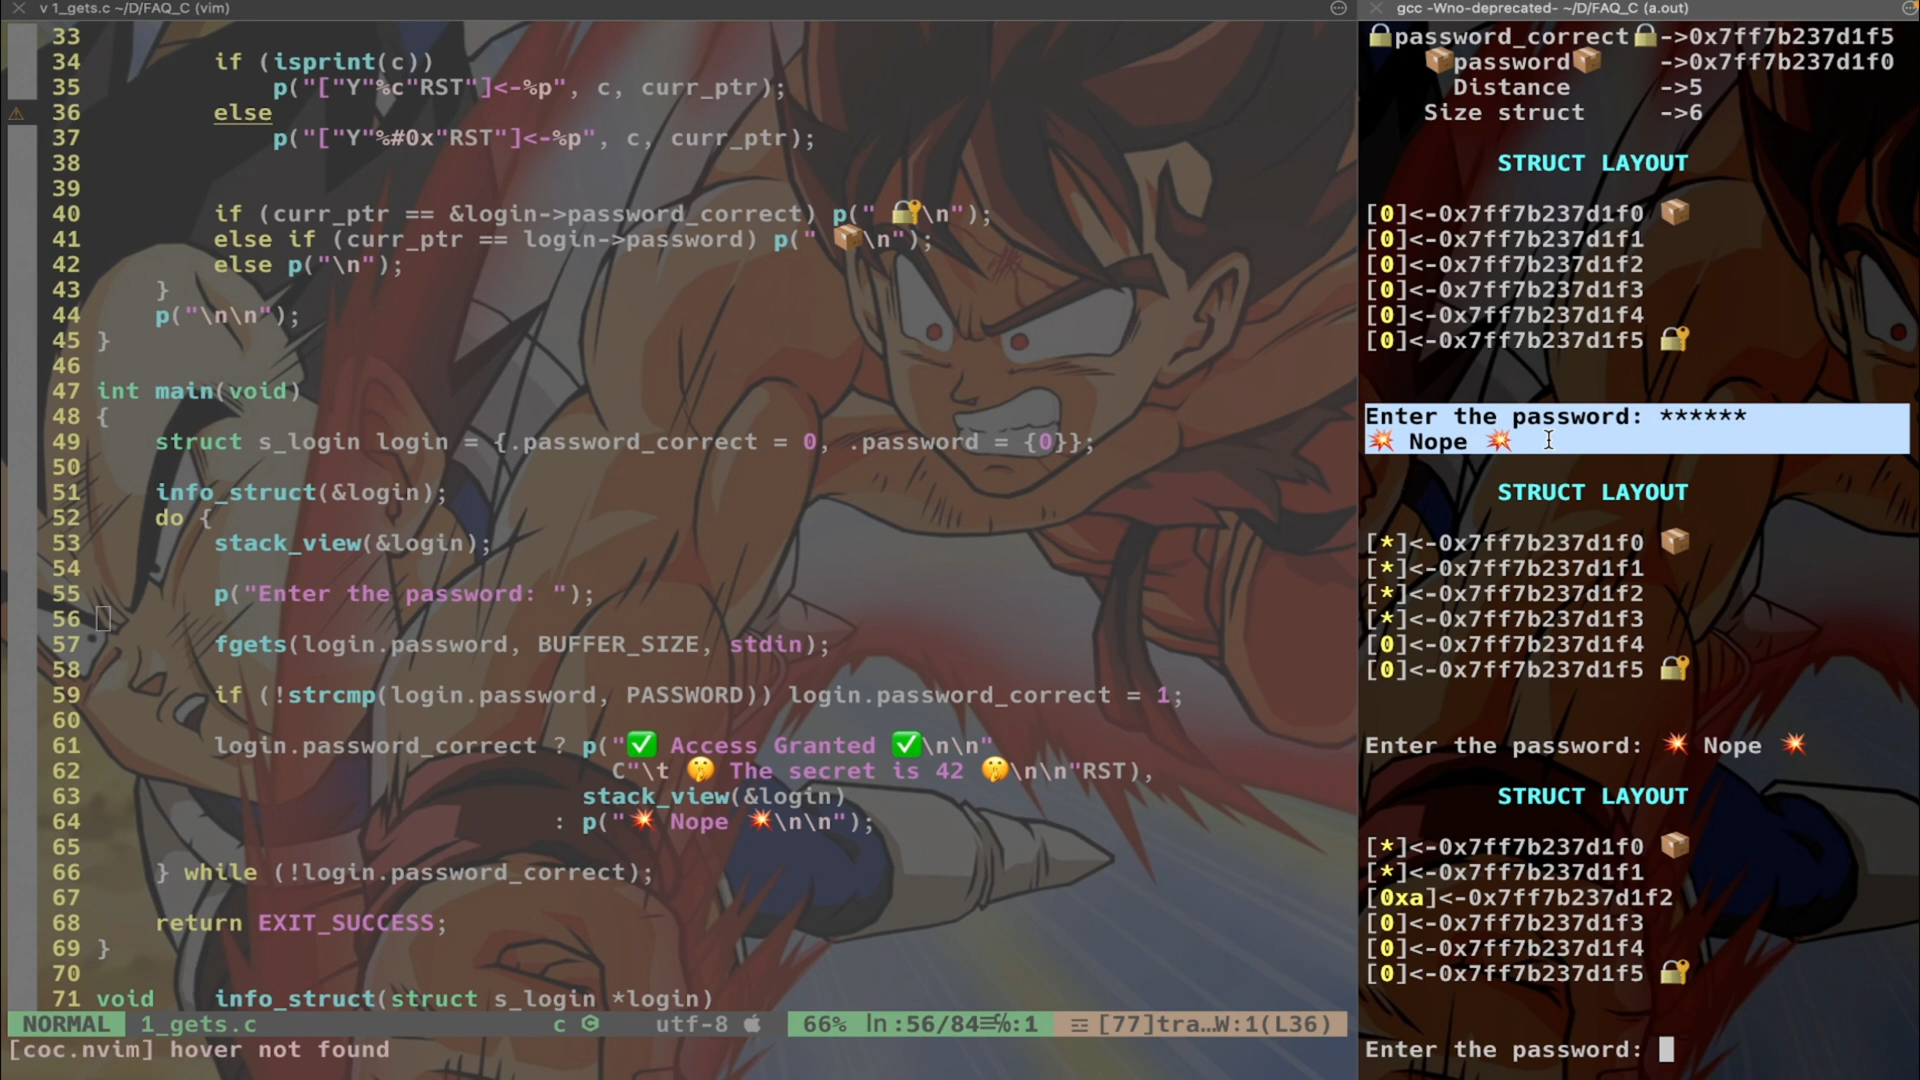 v 1_gets.c ~/D/FAQ_C (vim)
33
34 if (isprint(c))
35 p("["Y"%c"RST"]<-%p", c, curr_ptr);
36 else
37 p("["Y"%#0x"RST"]<-%p", c, curr_ptr);
38
39
40 if (curr_ptr == &login->password_correct) p(" 🔐\n");
41 else if (curr_ptr == login->password) p(" 📦\n");
42 else p("\n");
43 }
44 p("\n\n");
45 }
46
47 int main(void)
48 {
49 struct s_login login = {.password_correct = 0, .password = {0}};
50
51 info_struct(&login);
52 do {
53 stack_view(&login);
54
55 p("Enter the password: ");
56
57 fgets(login.password, BUFFER_SIZE, stdin);
58
59 if (!strcmp(login.password, PASSWORD)) login.password_correct = 1;
60
61 login.password_correct ? p("✅ Access Granted ✅\n\n"
62 C"\t 🤫 The secret is 42 🤫\n\n"RST),
63 stack_view(&login)
64 : p("💥 Nope 💥\n\n");
65
66 } while (!login.password_correct);
67
68 return EXIT_SUCCESS;
69 }
70
71 void info_struct(struct s_login *login)
NORMAL 1_gets.c c utf-8 66% ln:56/84≡%:1 ☲ [77]tra…W:1(L36)
[coc.nvim] hover not found
gcc -Wno-deprecated- ~/D/FAQ_C (a.out)
🔒password_correct🔒->0x7ff7b237d1f5
📦password📦 ->0x7ff7b237d1f0
Distance ->5
Size struct ->6
STRUCT LAYOUT
[0]<-0x7ff7b237d1f0 📦
[0]<-0x7ff7b237d1f1
[0]<-0x7ff7b237d1f2
[0]<-0x7ff7b237d1f3
[0]<-0x7ff7b237d1f4
[0]<-0x7ff7b237d1f5 🔐
Enter the password: ******
💥 Nope 💥
STRUCT LAYOUT
[*]<-0x7ff7b237d1f0 📦
[*]<-0x7ff7b237d1f1
[*]<-0x7ff7b237d1f2
[*]<-0x7ff7b237d1f3
[0]<-0x7ff7b237d1f4
[0]<-0x7ff7b237d1f5 🔐
Enter the password: 💥 Nope 💥
STRUCT LAYOUT
[*]<-0x7ff7b237d1f0 📦
[*]<-0x7ff7b237d1f1
[0xa]<-0x7ff7b237d1f2
[0]<-0x7ff7b237d1f3
[0]<-0x7ff7b237d1f4
[0]<-0x7ff7b237d1f5 🔐
Enter the password: